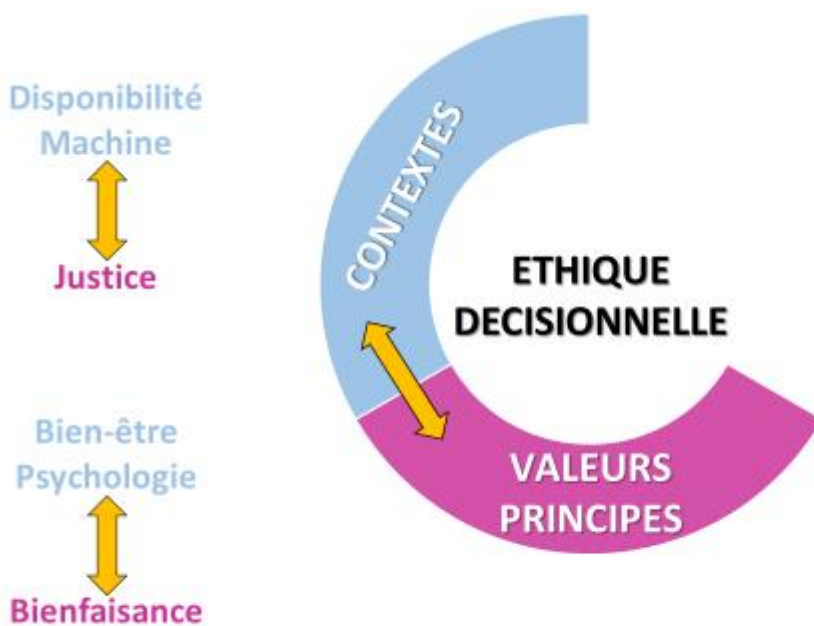 Disponibilité
Machine
Justice
Bien-être
Psychologie
Bienfaisance
CONTEXTES
ETHIQUE
DECISIONNELLE
VALEURS
PRINCIPES